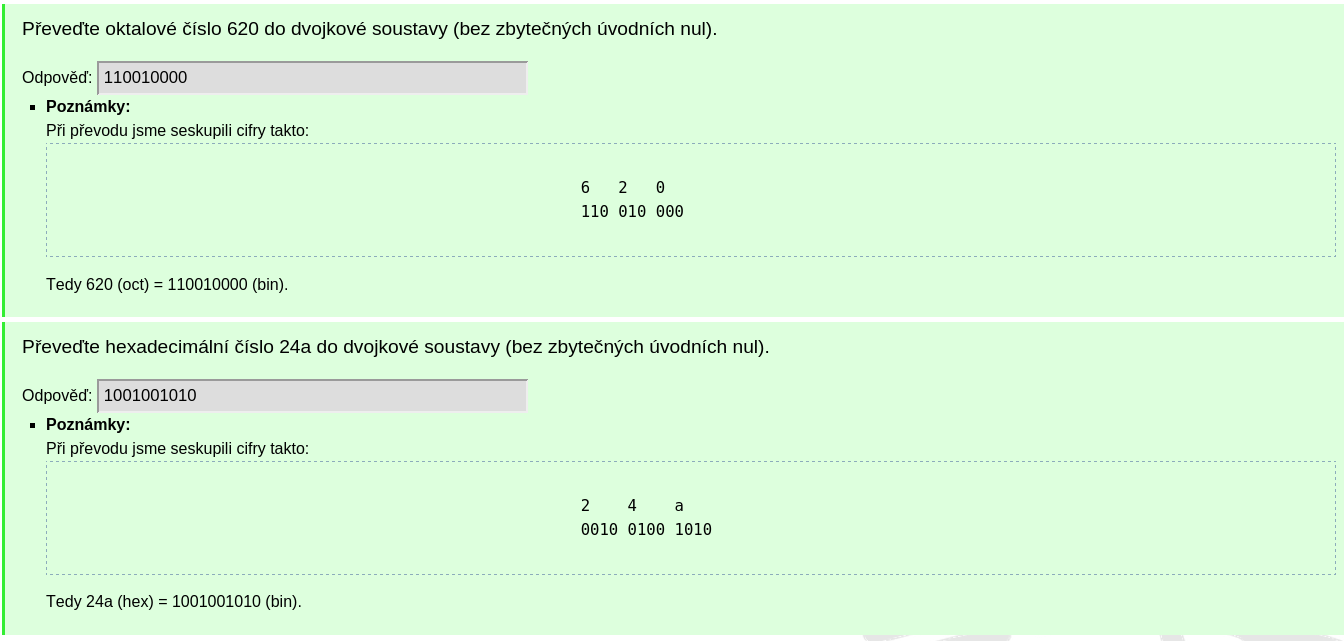 Převeďte oktalové číslo 620 do dvojkové soustavy (bez zbytečných úvodních nul).
Odpověď: 110010000
Poznámky:
Při převodu jsme seskupili cifry takto:
6   2   0
110 010 000
Tedy 620 (oct) = 110010000 (bin).
Převeďte hexadecimální číslo 24a do dvojkové soustavy (bez zbytečných úvodních nul).
Odpověď: 1001001010
Poznámky:
Při převodu jsme seskupili cifry takto:
2    4    a
0010 0100 1010
Tedy 24a (hex) = 1001001010 (bin).